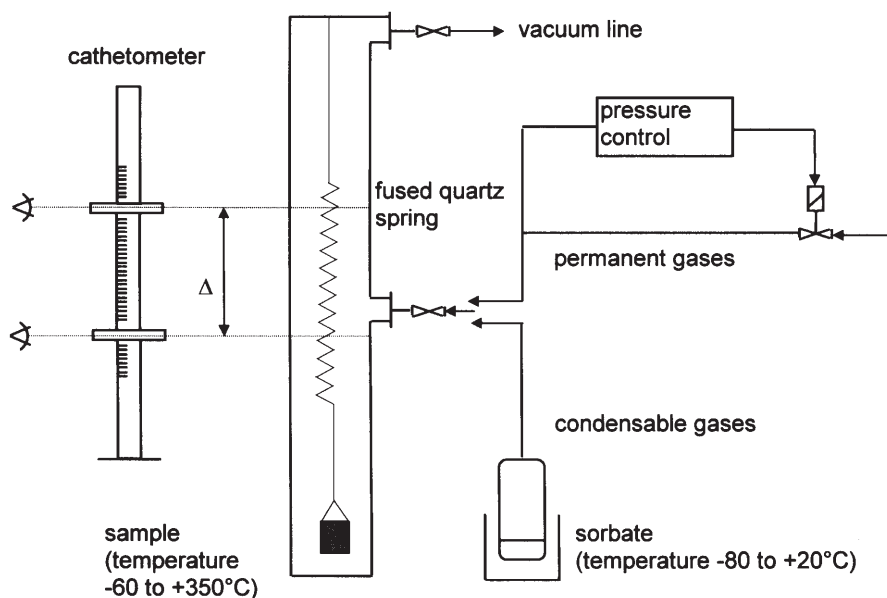 vacuum line
cathetometer
pressure
control
fused quartz
spring
permanent gases
Δ
condensable gases
sample
(temperature
-60 to +350°C)
sorbate
(temperature -80 to +20°C)